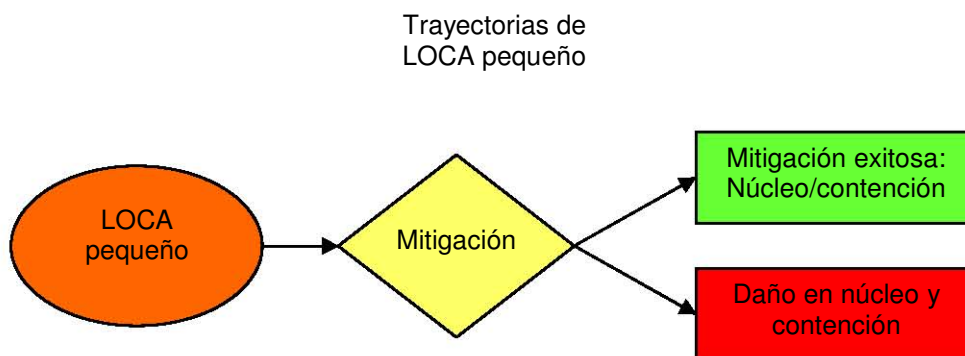 Trayectorias de
LOCA pequeño
LOCA
pequeño
Mitigación
Mitigación exitosa:
Núcleo/contención
Daño en núcleo y
contención